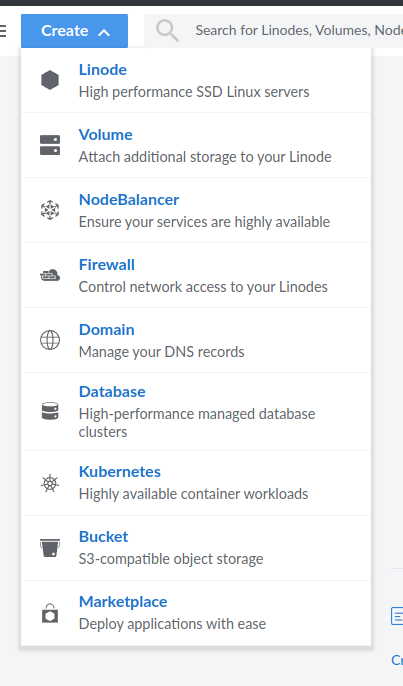 Create
Search for Linodes, Volumes,
Linode
High performance SSD Linux servers
Volume
Attach additional storage to your Linode
NodeBalancer
Ensure your services are highly available
Firewall
Control network access to your Linodes
Domain
Manage your DNS records
Database
High-performance managed database
clusters
Kubernetes
Highly available container workloads
Bucket
S3-compatible object storage
Marketplace
Deploy applications with ease